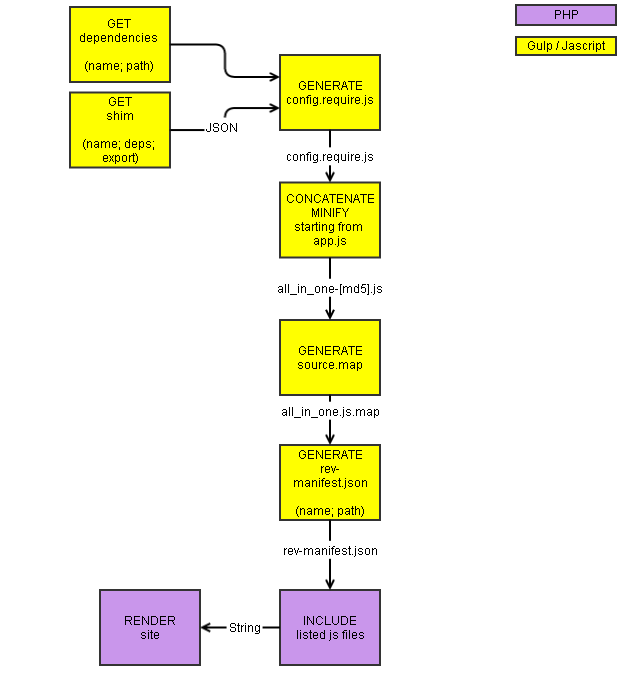 PHP
Gulp / Jascript
GET
dependencies
(name; path)
GET
shim
(name; deps;
export)
JSON
GENERATE
config.require.js
config.require.js
CONCATENATE
MINIFY
starting from
app.js
all_in_one-[md5].js
GENERATE
source.map
all_in_one.js.map
GENERATE
rev-
manifest.json
(name; path)
rev-manifest.json
RENDER
site
String
INCLUDE
listed js files